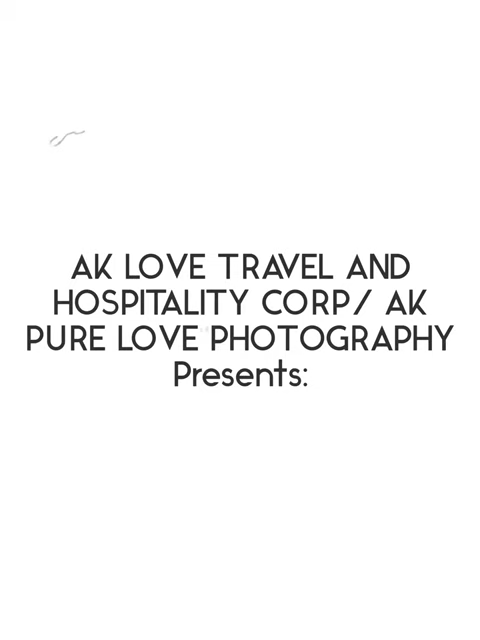 AK LOVE TRAVEL AND
HOSPITALITY CORP/ AK
PURE LOVE PHOTOGRAPHY
Presents: